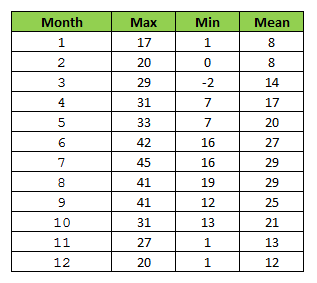 Month Max Min Mean
1 17 1 8
2 20 0 8
3 29 -2 14
4 31 7 17
5 33 7 20
6 42 16 27
7 45 16 29
8 41 19 29
9 41 12 25
10 31 13 21
11 27 1 13
12 20 1 12